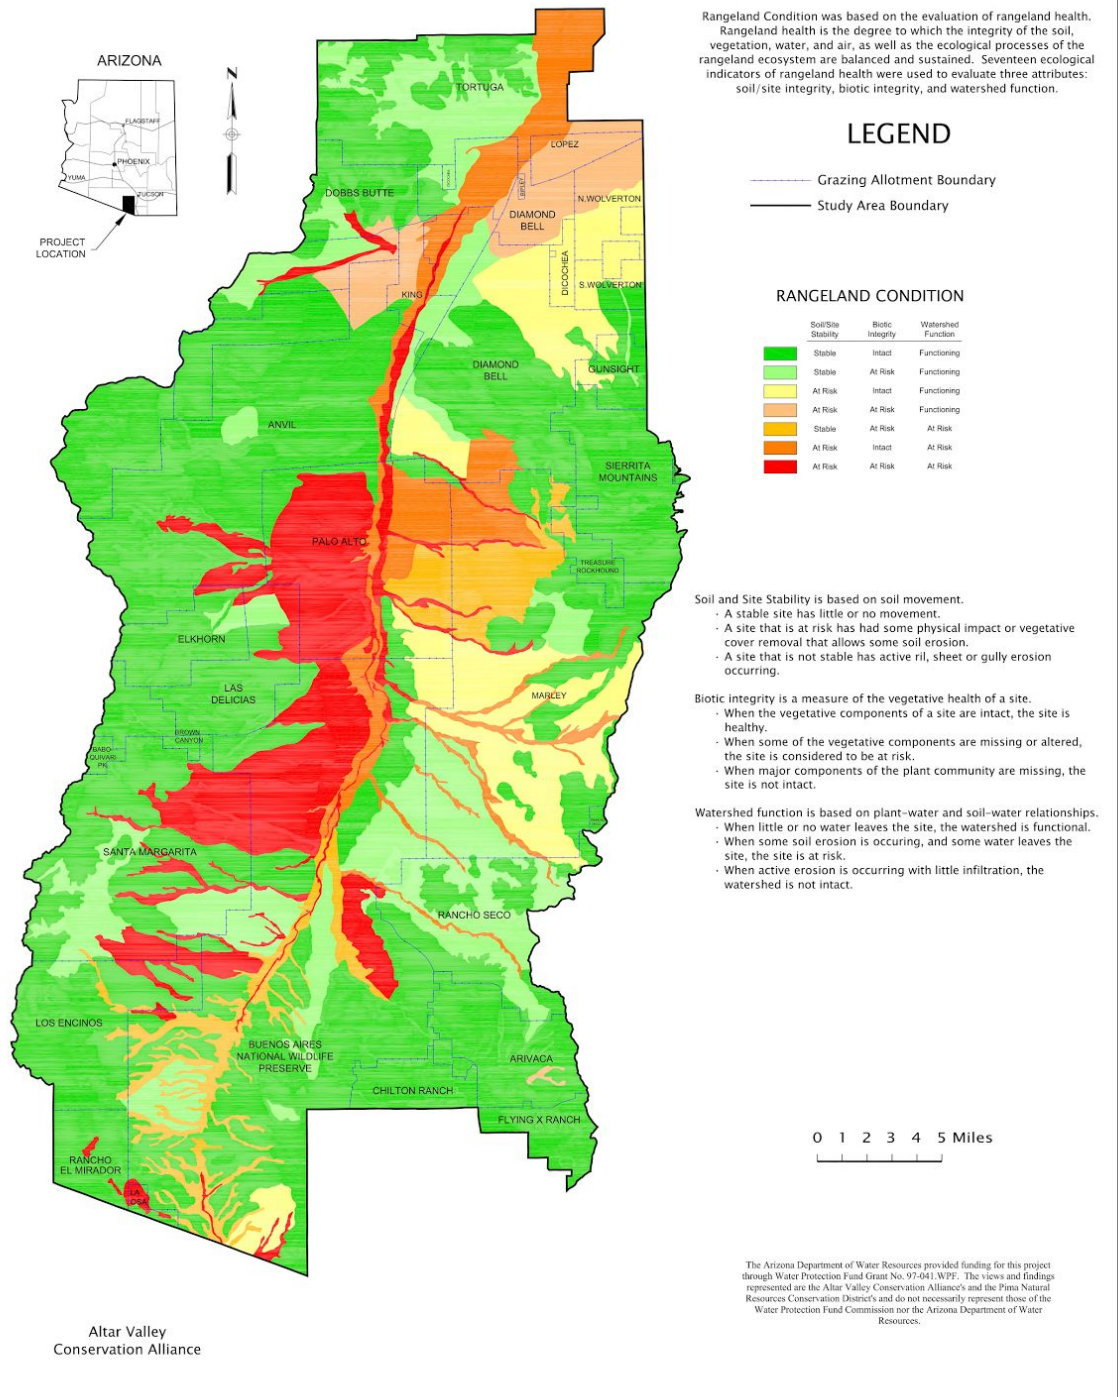 Rangeland Condition was based on the evaluation of rangeland health.
Rangeland health is the degree to which the integrity of the soil,
vegetation, water, and air, as well as the ecological processes of the
rangeland ecosystem are balanced and sustained. Seventeen ecological
indicators of rangeland health were used to evaluate three attributes:
soil/site integrity, biotic integrity, and watershed function.
ARIZONA
N
FLAGSTAFF
PHOENIX
YUMA
TUCSON
PROJECT
LOCATION
LEGEND
Grazing Allotment Boundary
Study Area Boundary
RANGELAND CONDITION
Soil/Site Stability Biotic Integrity Watershed Function
Stable Intact Functioning
Stable At Risk Functioning
At Risk Intact Functioning
At Risk At Risk Functioning
Stable At Risk At Risk
At Risk Intact At Risk
At Risk At Risk At Risk
TORTUGA
LOPEZ
DOBBS BUTTE
RIPLEY
N.WOLVERTON
DIAMOND
BELL
DICOCHEA
S.WOLVERTON
KING
DIAMOND
BELL
GUNSIGHT
ANVIL
SIERRITA
MOUNTAINS
PALO ALTO
TREASURE
ROCKHOUND
ELKHORN
LAS
DELICIAS
MARLEY
BROWN
CANYON
BABO
QUIVARI
PK.
SANTA MARGARITA
RANCHO SECO
LOS ENCINOS
BUENOS AIRES
NATIONAL WILDLIFE
PRESERVE
ARIVACA
CHILTON RANCH
FLYING X RANCH
RANCHO
EL MIRADOR
LA
OSA
Soil and Site Stability is based on soil movement.
· A stable site has little or no movement.
· A site that is at risk has had some physical impact or vegetative
cover removal that allows some soil erosion.
· A site that is not stable has active ril, sheet or gully erosion
occurring.
Biotic integrity is a measure of the vegetative health of a site.
· When the vegetative components of a site are intact, the site is
healthy.
· When some of the vegetative components are missing or altered,
the site is considered to be at risk.
· When major components of the plant community are missing, the
site is not intact.
Watershed function is based on plant-water and soil-water relationships.
· When little or no water leaves the site, the watershed is functional.
· When some soil erosion is occuring, and some water leaves the
site, the site is at risk.
· When active erosion is occurring with little infiltration, the
watershed is not intact.
0 1 2 3 4 5 Miles
The Arizona Department of Water Resources provided funding for this project
through Water Protection Fund Grant No. 97-041.WPF. The views and findings
represented are the Altar Valley Conservation Alliance's and the Pima Natural
Resources Conservation District's and do not necessarily represent those of the
Water Protection Fund Commission nor the Arizona Department of Water
Resources.
Altar Valley
Conservation Alliance